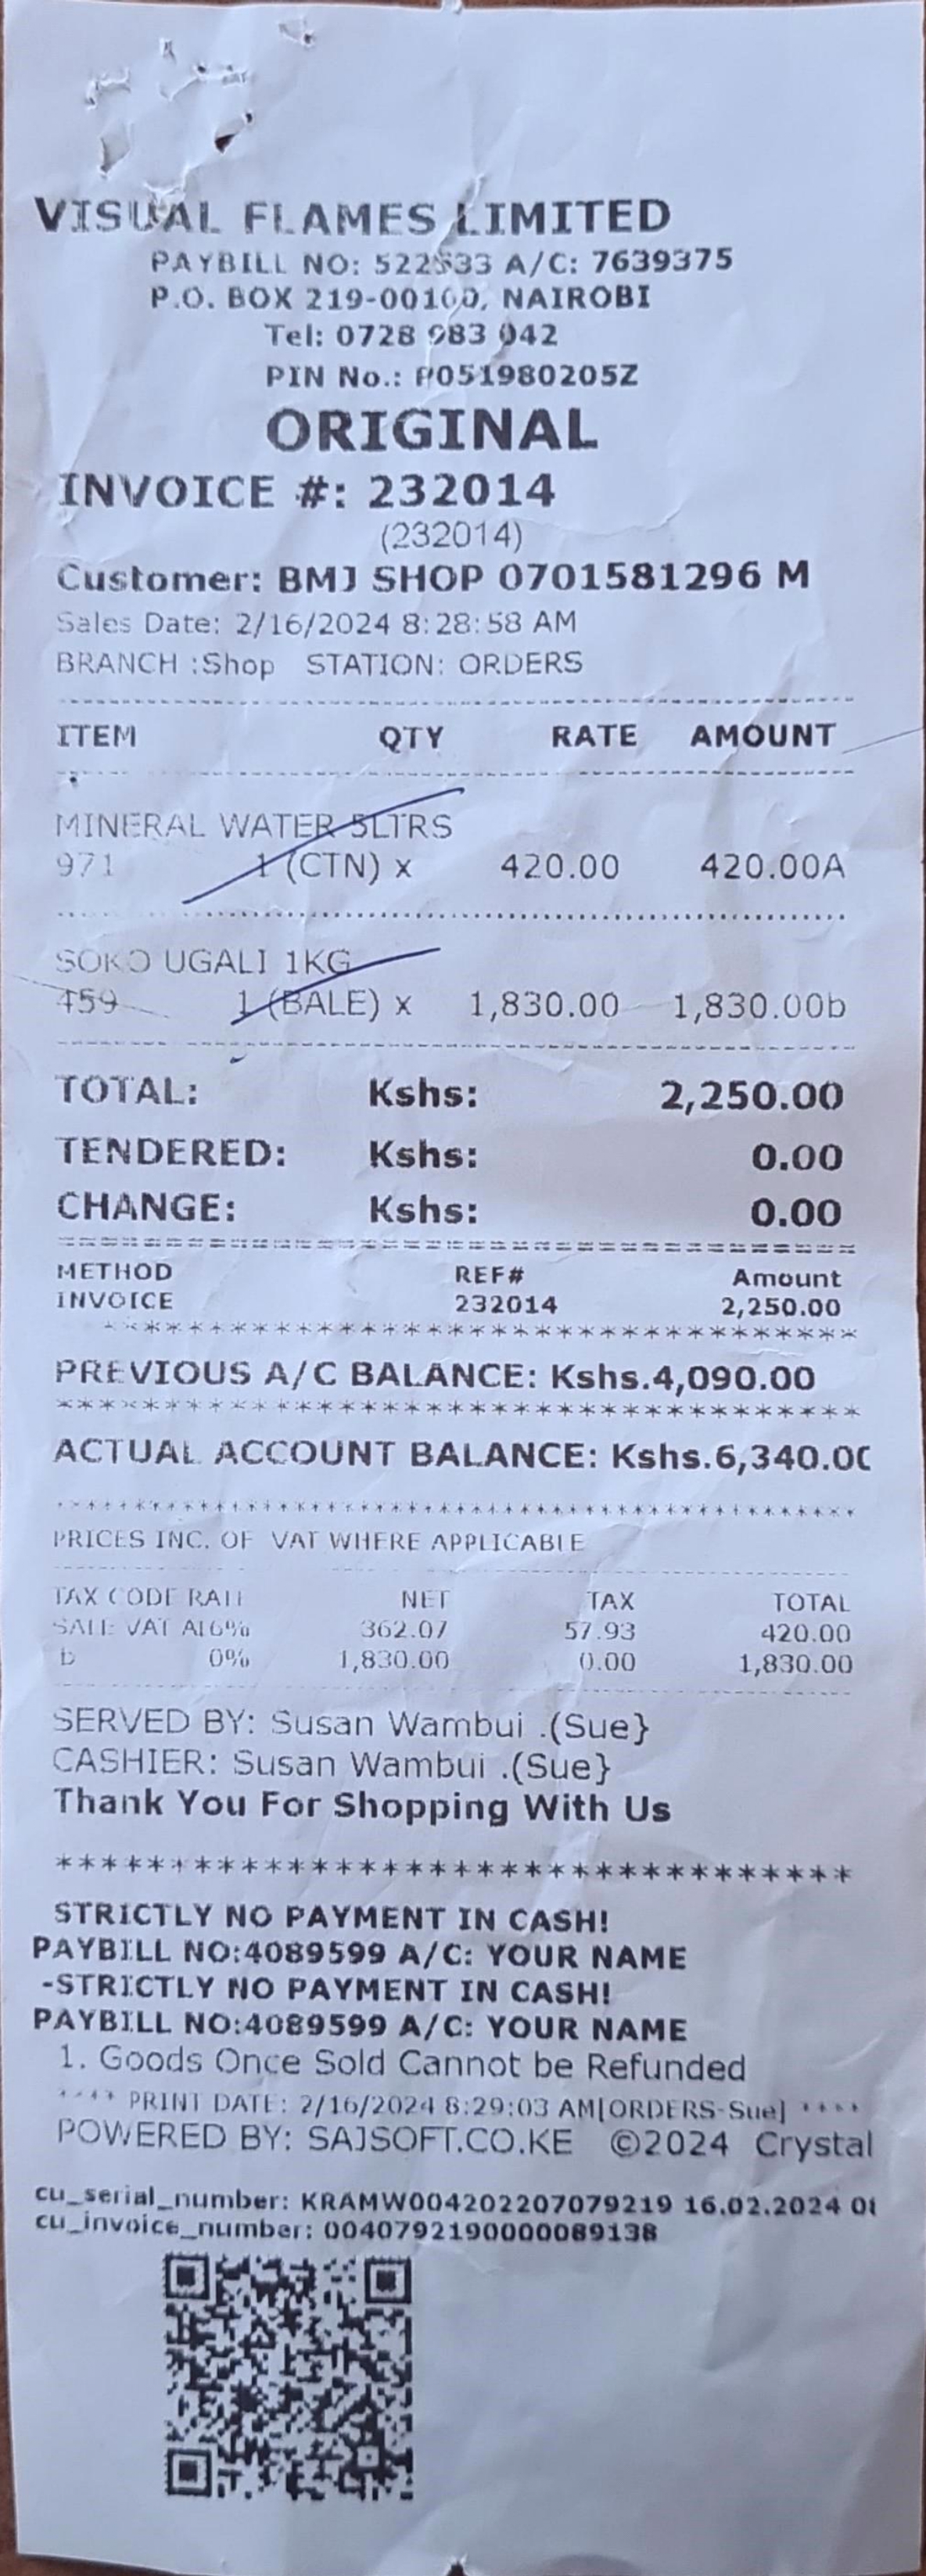 VISUAL FLAMES LIMITED
PAYBILL NO: 522533 A/C: 7639375
P.O. BOX 219-00100, NAIROBI
Tel: 0728 983 042
PIN No.: P051980205Z
ORIGINAL
INVOICE #: 232014
(232014)
Customer: BMJ SHOP 0701581296 M
Sales Date: 2/16/2024 8:28:58 AM
BRANCH :Shop STATION: ORDERS
ITEM QTY RATE AMOUNT
MINERAL WATER 5LTRS
971 1 (CTN) x 420.00 420.00A
SOKO UGALI 1KG
459 1 (BALE) x 1,830.00 1,830.00b
TOTAL: Kshs: 2,250.00
TENDERED: Kshs: 0.00
CHANGE: Kshs: 0.00
================================
METHOD REF# Amount
INVOICE 232014 2,250.00
PREVIOUS A/C BALANCE: Kshs.4,090.00
ACTUAL ACCOUNT BALANCE: Kshs.6,340.00
PRICES INC. OF VAT WHERE APPLICABLE
TAX CODE RATE NET TAX TOTAL
SALE VAT A16% 362.07 57.93 420.00
b 0% 1,830.00 0.00 1,830.00
SERVED BY: Susan Wambui .(Sue}
CASHIER: Susan Wambui .(Sue}
Thank You For Shopping With Us
STRICTLY NO PAYMENT IN CASH!
PAYBILL NO:4089599 A/C: YOUR NAME
-STRICTLY NO PAYMENT IN CASH!
PAYBILL NO:4089599 A/C: YOUR NAME
1. Goods Once Sold Cannot be Refunded
**** PRINT DATE: 2/16/2024 8:29:03 AM[ORDERS-Sue] ****
POWERED BY: SAJSOFT.CO.KE ©2024 Crystal
cu_serial_number: KRAMW004202207079219 16.02.2024
cu_invoice_number: 0040792190000089138